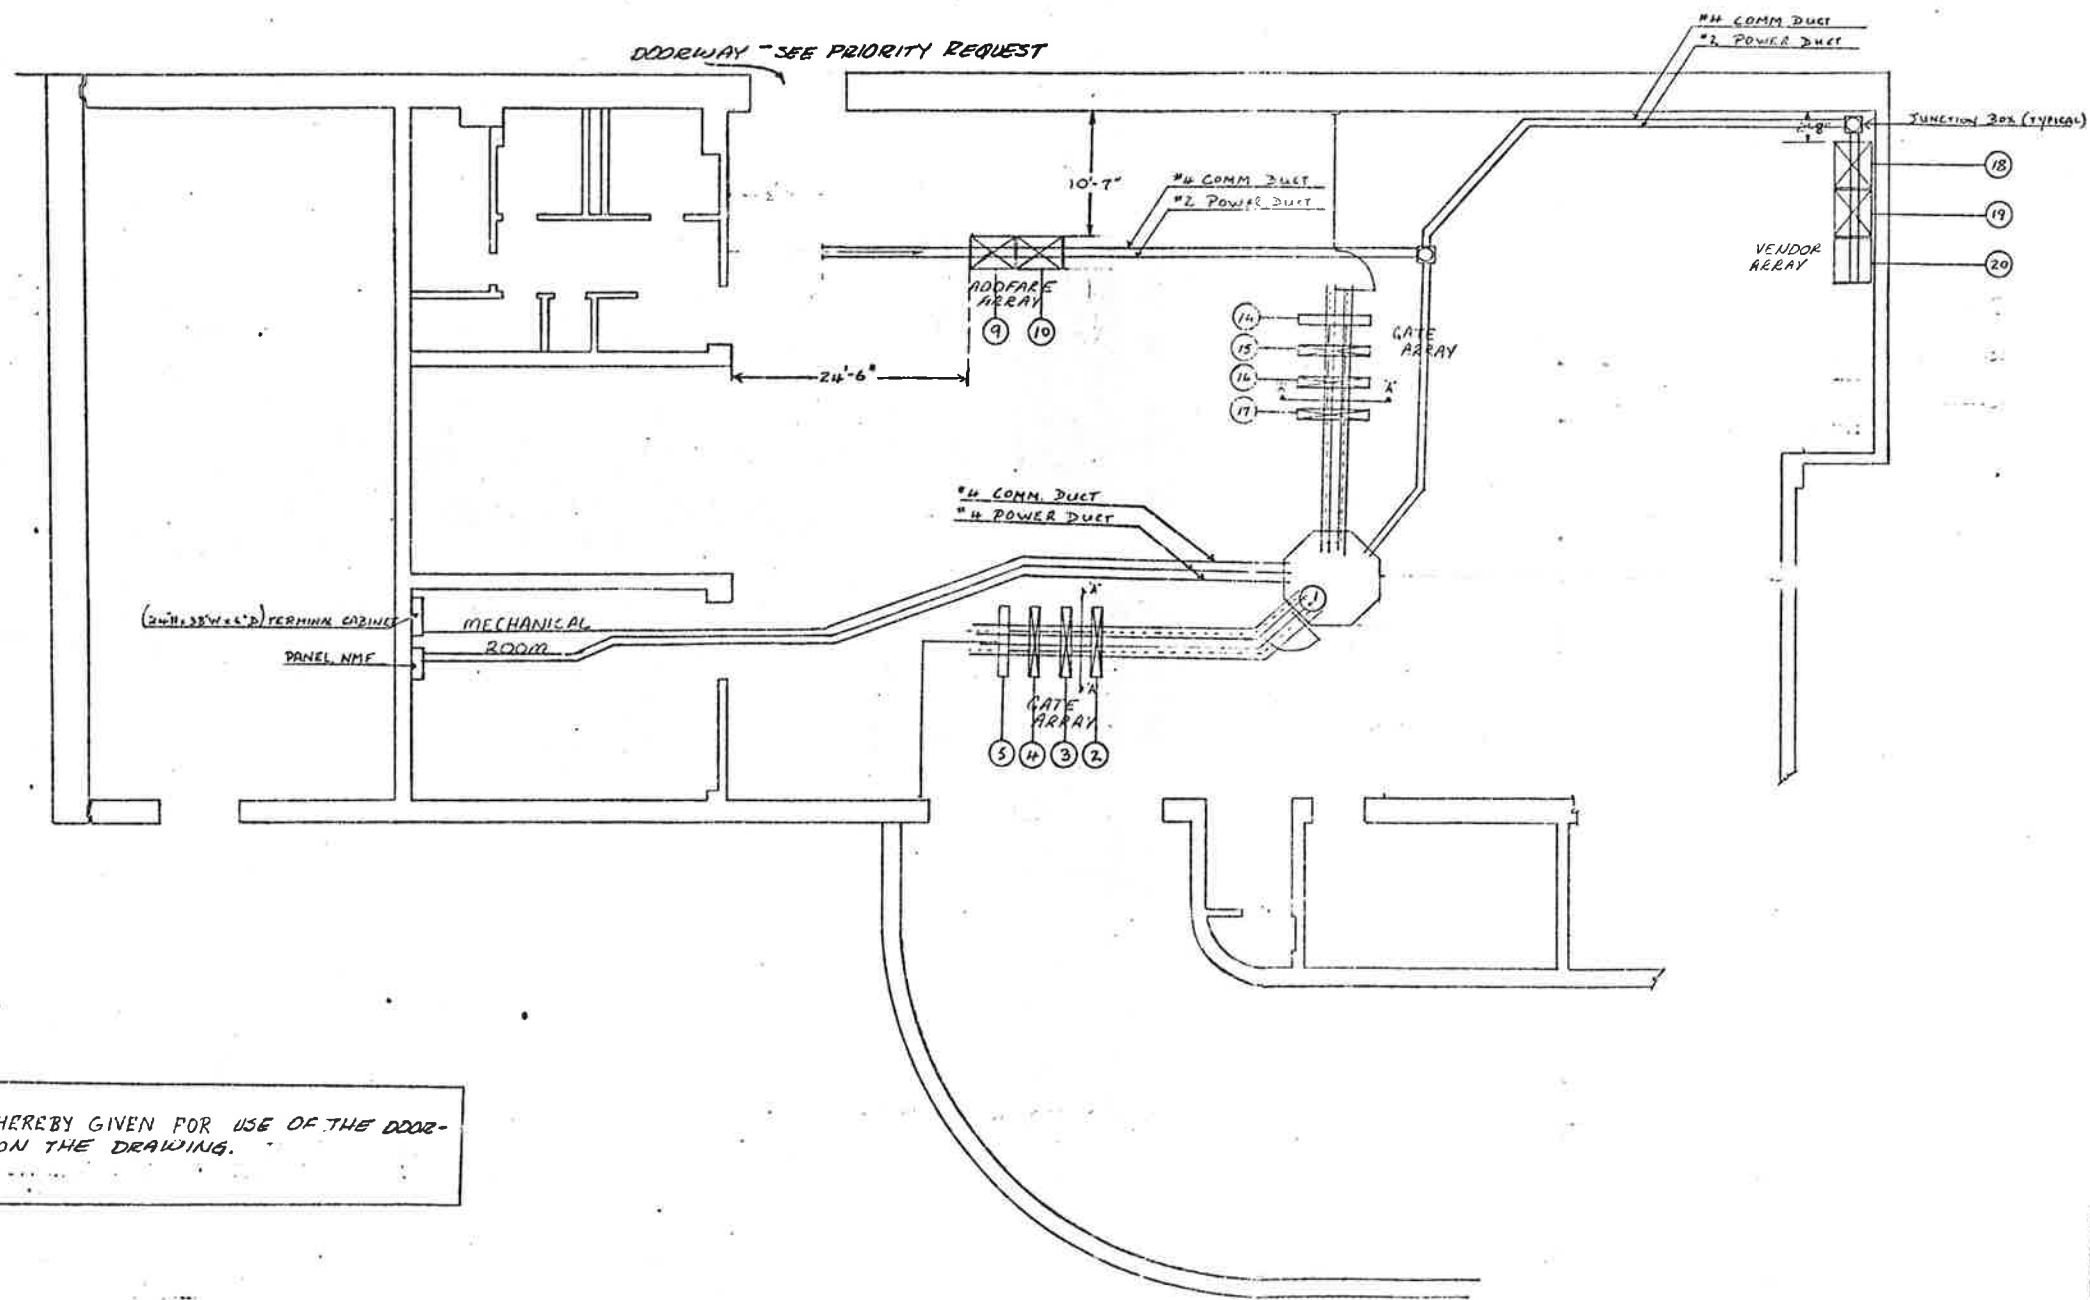 #4 COMM DUCT
#2 POWER DUCT
DOORWAY - SEE PRIORITY REQUEST
JUNCTION BOX (TYPICAL)
18
19
20
VENDOR
ARRAY
10'-7"
#4 COMM. DUCT
#2 POWER DUCT
ADDFARE
ARRAY
9
10
14
15
16
17
GATE
ARRAY
'A'
24'-6"
#4 COMM. DUCT
#4 POWER DUCT
1
TERMINAL CABINET
MECHANICAL
ROOM
PANEL NMF
'A'
'A'
GATE
ARRAY
5
4
3
2
HEREBY GIVEN FOR USE OF THE DOOR-
ON THE DRAWING.